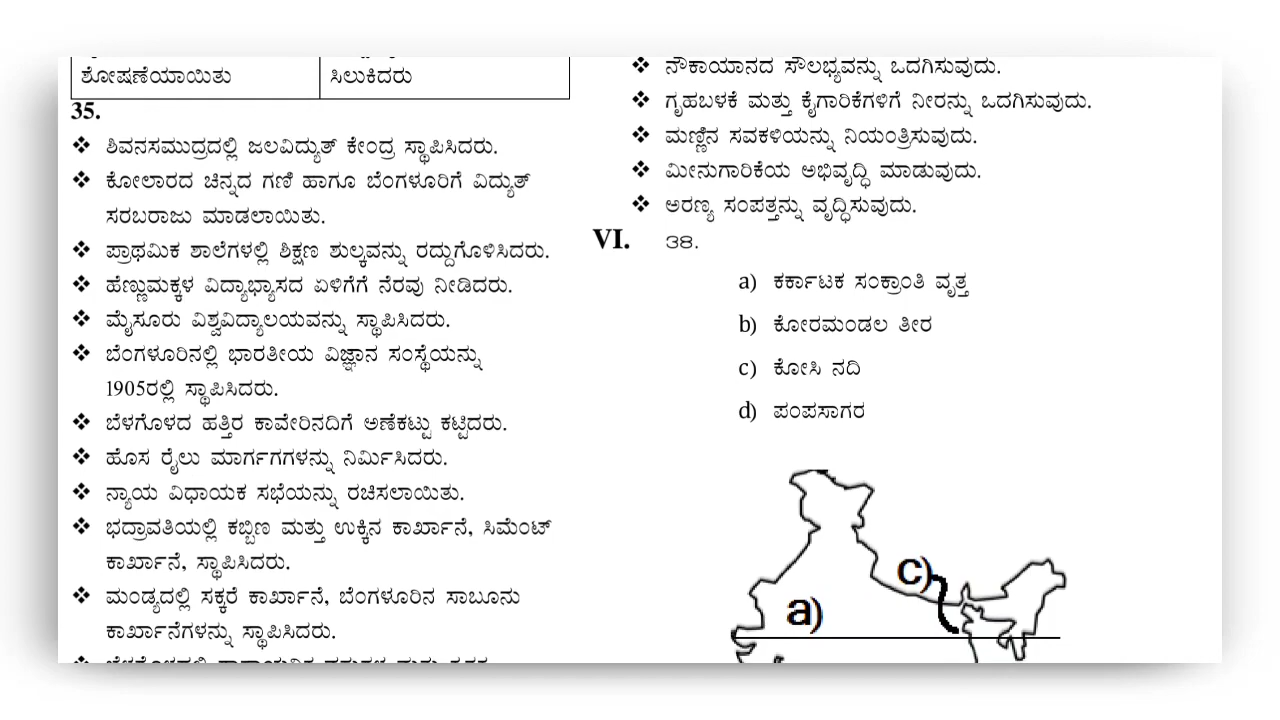 ಶೋಷಣೆಯಾಯಿತು
ಸಿಲುಕಿದರು
35.
❖ ಶಿವನಸಮುದ್ರದಲ್ಲಿ ಜಲವಿದ್ಯುತ್ ಕೇಂದ್ರ ಸ್ಥಾಪಿಸಿದರು.
❖ ಕೋಲಾರದ ಚಿನ್ನದ ಗಣಿ ಹಾಗೂ ಬೆಂಗಳೂರಿಗೆ ವಿದ್ಯುತ್
ಸರಬರಾಜು ಮಾಡಲಾಯಿತು.
❖ ಪ್ರಾಥಮಿಕ ಶಾಲೆಗಳಲ್ಲಿ ಶಿಕ್ಷಣ ಶುಲ್ಕವನ್ನು ರದ್ದುಗೊಳಿಸಿದರು.
❖ ಹೆಣ್ಣುಮಕ್ಕಳ ವಿದ್ಯಾಭ್ಯಾಸದ ಏಳಿಗೆಗೆ ನೆರವು ನೀಡಿದರು.
❖ ಮೈಸೂರು ವಿಶ್ವವಿದ್ಯಾಲಯವನ್ನು ಸ್ಥಾಪಿಸಿದರು.
❖ ಬೆಂಗಳೂರಿನಲ್ಲಿ ಭಾರತೀಯ ವಿಜ್ಞಾನ ಸಂಸ್ಥೆಯನ್ನು
1905ರಲ್ಲಿ ಸ್ಥಾಪಿಸಿದರು.
❖ ಬೆಳಗೊಳದ ಹತ್ತಿರ ಕಾವೇರಿನದಿಗೆ ಅಣೆಕಟ್ಟು ಕಟ್ಟಿದರು.
❖ ಹೊಸ ರೈಲು ಮಾರ್ಗಗಗಳನ್ನು ನಿರ್ಮಿಸಿದರು.
❖ ನ್ಯಾಯ ವಿಧಾಯಕ ಸಭೆಯನ್ನು ರಚಿಸಲಾಯಿತು.
❖ ಭದ್ರಾವತಿಯಲ್ಲಿ ಕಬ್ಬಿಣ ಮತ್ತು ಉಕ್ಕಿನ ಕಾರ್ಖಾನೆ, ಸಿಮೆಂಟ್
ಕಾರ್ಖಾನೆ, ಸ್ಥಾಪಿಸಿದರು.
❖ ಮಂಡ್ಯದಲ್ಲಿ ಸಕ್ಕರೆ ಕಾರ್ಖಾನೆ, ಬೆಂಗಳೂರಿನ ಸಾಬೂನು
ಕಾರ್ಖಾನೆಗಳನ್ನು ಸ್ಥಾಪಿಸಿದರು.
❖ ನೌಕಾಯಾನದ ಸೌಲಭ್ಯವನ್ನು ಒದಗಿಸುವುದು.
❖ ಗೃಹಬಳಕೆ ಮತ್ತು ಕೈಗಾರಿಕೆಗಳಿಗೆ ನೀರನ್ನು ಒದಗಿಸುವುದು.
❖ ಮಣ್ಣಿನ ಸವಕಳಿಯನ್ನು ನಿಯಂತ್ರಿಸುವುದು.
❖ ಮೀನುಗಾರಿಕೆಯ ಅಭಿವೃದ್ಧಿ ಮಾಡುವುದು.
❖ ಅರಣ್ಯ ಸಂಪತ್ತನ್ನು ವೃದ್ಧಿಸುವುದು.
VI. 38.
a) ಕರ್ಕಾಟಕ ಸಂಕ್ರಾಂತಿ ವೃತ್ತ
b) ಕೋರಮಂಡಲ ತೀರ
c) ಕೋಸಿ ನದಿ
d) ಪಂಪಸಾಗರ
c)
a)